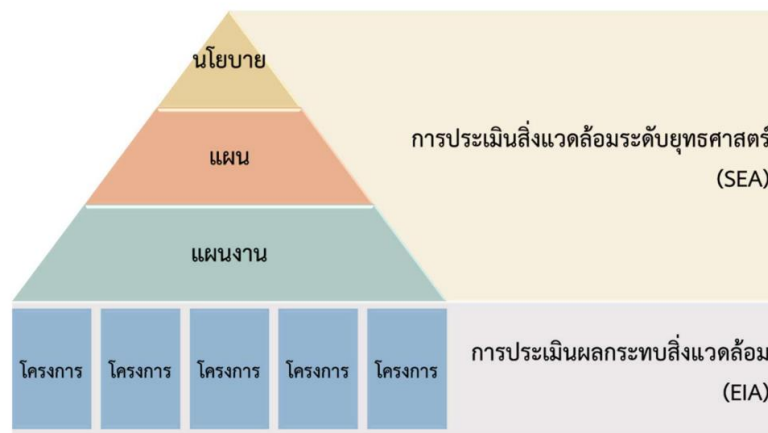 นโยบาย
แผน
แผนงาน
การประเมินสิ่งแวดล้อมระดับยุทธศาสตร์
(SEA)
โครงการ โครงการ โครงการ โครงการ โครงการ
การประเมินผลกระทบสิ่งแวดล้อม
(EIA)